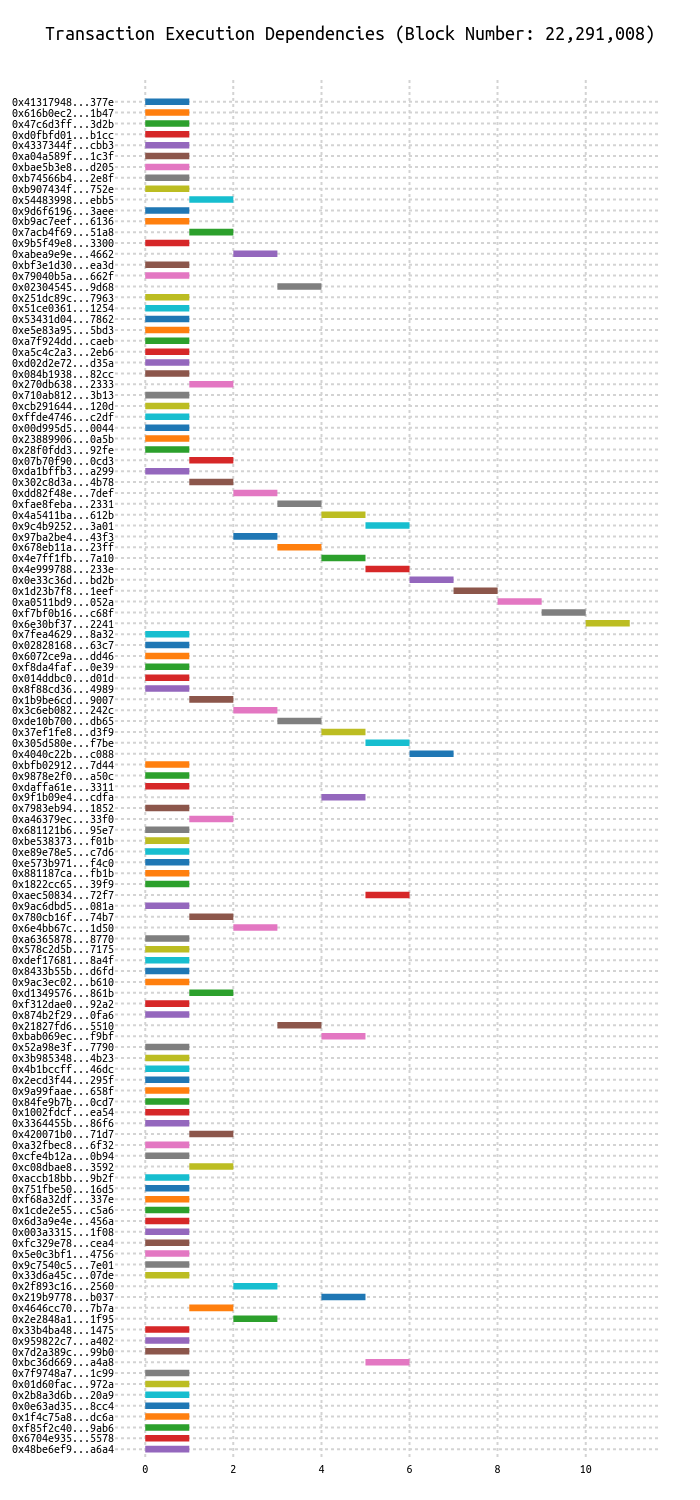 Transaction Execution Dependencies (Block Number: 22,291,008)
0x41317948...377e
0x616b0ec2...1b47
0x47c6d3ff...3d2b
0xd0fbfd01...b1cc
0x4337344f...cbb3
0xa04a589f...1c3f
0xbae5b3e8...d205
0xb74566b4...2e8f
0xb907434f...752e
0x54483998...ebb5
0x9d6f6196...3aee
0xb9ac7eef...6136
0x7acb4f69...51a8
0x9b5f49e8...3300
0xabea9e9e...4662
0xbf3e1d30...ea3d
0x79040b5a...662f
0x02304545...9d68
0x251dc89c...7963
0x51ce0361...1254
0x53431d04...7862
0xe5e83a95...5bd3
0xa7f924dd...caeb
0xa5c4c2a3...2eb6
0xd02d2e72...d35a
0x084b1938...82cc
0x270db638...2333
0x710ab812...3b13
0xcb291644...120d
0xffde4746...c2df
0x00d995d5...0044
0x23889906...0a5b
0x28f0fdd3...92fe
0x07b70f90...0cd3
0xda1bffb3...a299
0x302c8d3a...4b78
0xdd82f48e...7def
0xfae8feba...2331
0x4a5411ba...612b
0x9c4b9252...3a01
0x97ba2be4...43f3
0x678eb11a...23ff
0x4e7ff1fb...7a10
0x4e999788...233e
0x0e33c36d...bd2b
0x1d23b7f8...1eef
0xa0511bd9...052a
0xf7bf0b16...c68f
0x6e30bf37...2241
0x7fea4629...8a32
0x02828168...63c7
0x6072ce9a...dd46
0xf8da4faf...0e39
0x014ddbc0...d01d
0x8f88cd36...4989
0x1b9be6cd...9007
0x3c6eb082...242c
0xde10b700...db65
0x37ef1fe8...d3f9
0x305d580e...f7be
0x4040c22b...c088
0xbfb02912...7d44
0x9878e2f0...a50c
0xdaffa61e...3311
0x9f1b09e4...cdfa
0x7983eb94...1852
0xa46379ec...33f0
0x681121b6...95e7
0xbe538373...f01b
0xe89e78e5...c7d6
0xe573b971...f4c0
0x881187ca...fb1b
0x1822cc65...39f9
0xaec50834...72f7
0x9ac6dbd5...081a
0x780cb16f...74b7
0x6e4bb67c...1d50
0xa6365878...8770
0x578c2d5b...7175
0xdef17681...8a4f
0x8433b55b...d6fd
0x9ac3ec02...b610
0xd1349576...861b
0xf312dae0...92a2
0x874b2f29...0fa6
0x21827fd6...5510
0xbab069ec...f9bf
0x52a98e3f...7790
0x3b985348...4b23
0x4b1bccff...46dc
0x2ecd3f44...295f
0x9a99faae...658f
0x84fe9b7b...0cd7
0x1002fdcf...ea54
0x3364455b...86f6
0x420071b0...71d7
0xa32fbec8...6f32
0xcfe4b12a...0b94
0xc08dbae8...3592
0xaccb18bb...9b2f
0x751fbe50...16d5
0xf68a32df...337e
0x1cde2e55...c5a6
0x6d3a9e4e...456a
0x003a3315...1f08
0xfc329e78...cea4
0x5e0c3bf1...4756
0x9c7540c5...7e01
0x33d6a45c...07de
0x2f893c16...2560
0x219b9778...b037
0x4646cc70...7b7a
0x2e2848a1...1f95
0x33b4ba48...1475
0x959822c7...a402
0x7d2a389c...99b0
0xbc36d669...a4a8
0x7f9748a7...1c99
0x01d60fac...972a
0x2b8a3d6b...20a9
0x0e63ad35...8cc4
0x1f4c75a8...dc6a
0xf85f2c40...9ab6
0x6704e935...5578
0x48be6ef9...a6a4
0 2 4 6 8 10